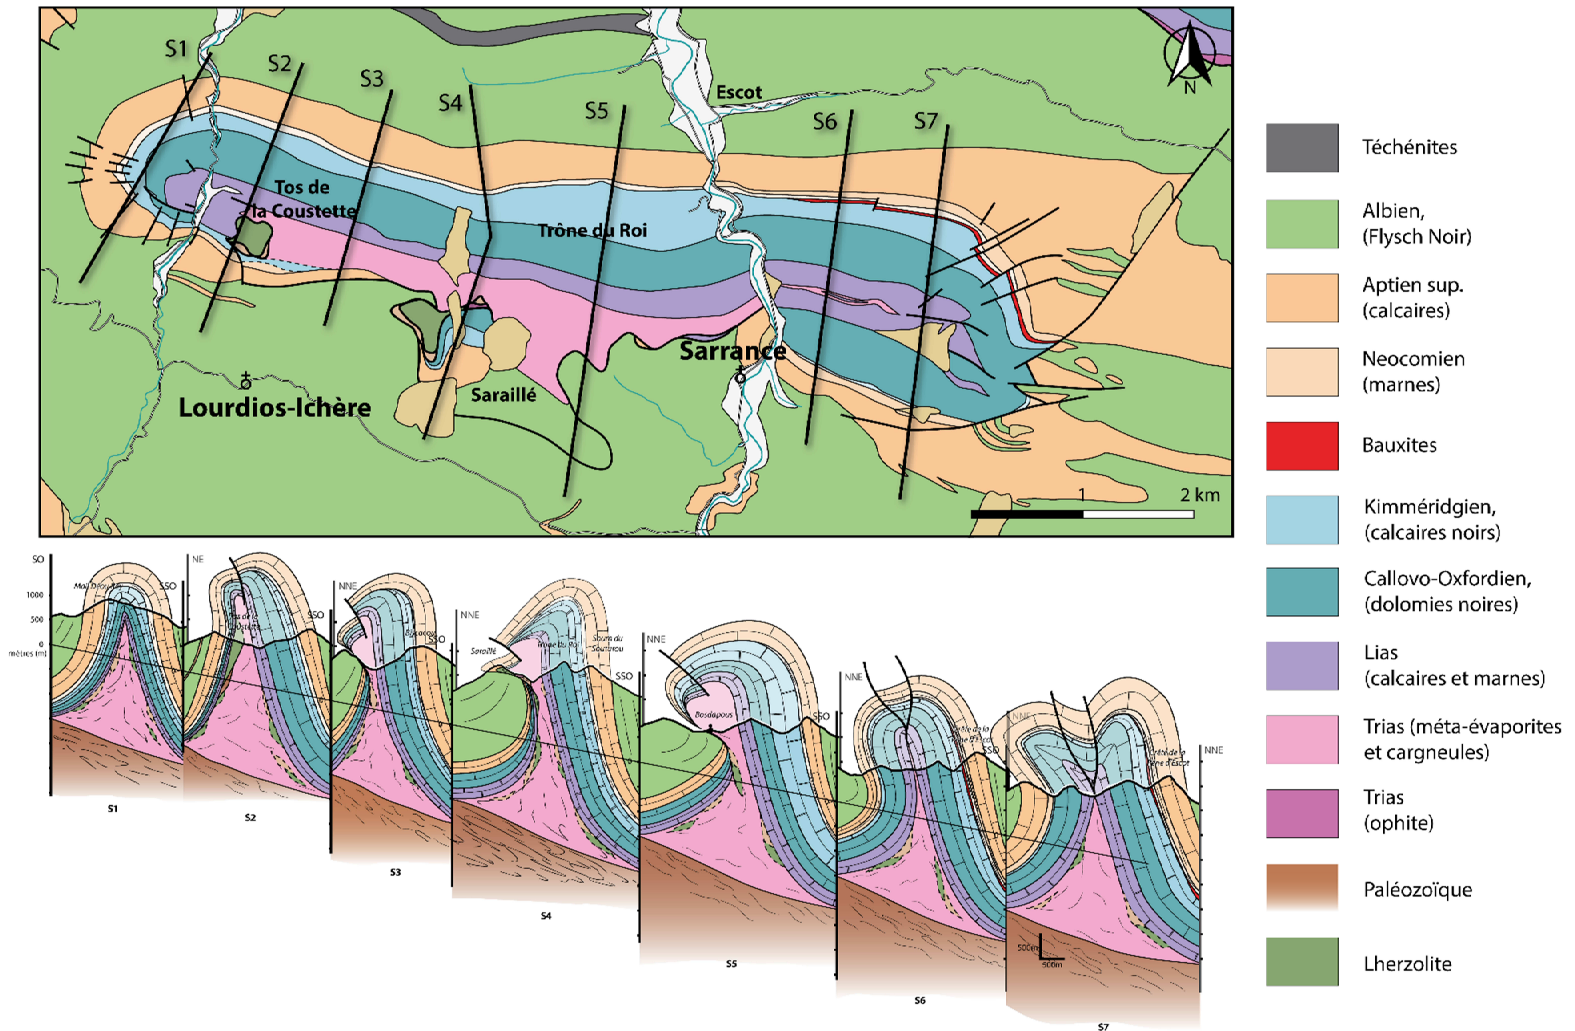 S1
S2
S3
S4
S5
S6
S7
Escot
N
Tos de
la Coustette
Trône du Roi
Sarrance
Saraillé
Lourdios-Ichère
1
2 km
Téchénites
Albien,
(Flysch Noir)
Aptien sup.
(calcaires)
Neocomien
(marnes)
Bauxites
Kimméridgien,
(calcaires noirs)
Callovo-Oxfordien,
(dolomies noires)
Lias
(calcaires et marnes)
Trias (méta-évaporites
et cargneules)
Trias
(ophite)
Paléozoïque
Lherzolite
SO
1000
500
0
mètres (m)
SSO
NE
SSO
NNE
SSO
NNE
Saraillé
Trône Du Roi
SSO
NNE
Bosdapous
SSO
NNE
SSO
NNE
NNE
500m
500m
S1
S2
S3
S4
S5
S6
S7